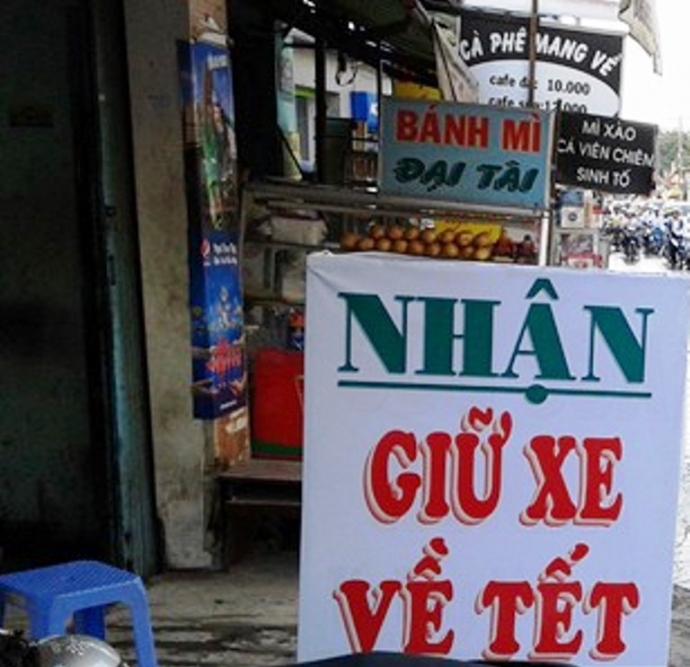 CÀ PHÊ MANG VỀ
cafe đá: 10.000
BÁNH MÌ
ĐẠI TÀI
MÌ XÀO
CÁ VIÊN CHIÊN
SINH TỐ
NHẬN
GIỮ XE
VỀ TẾT